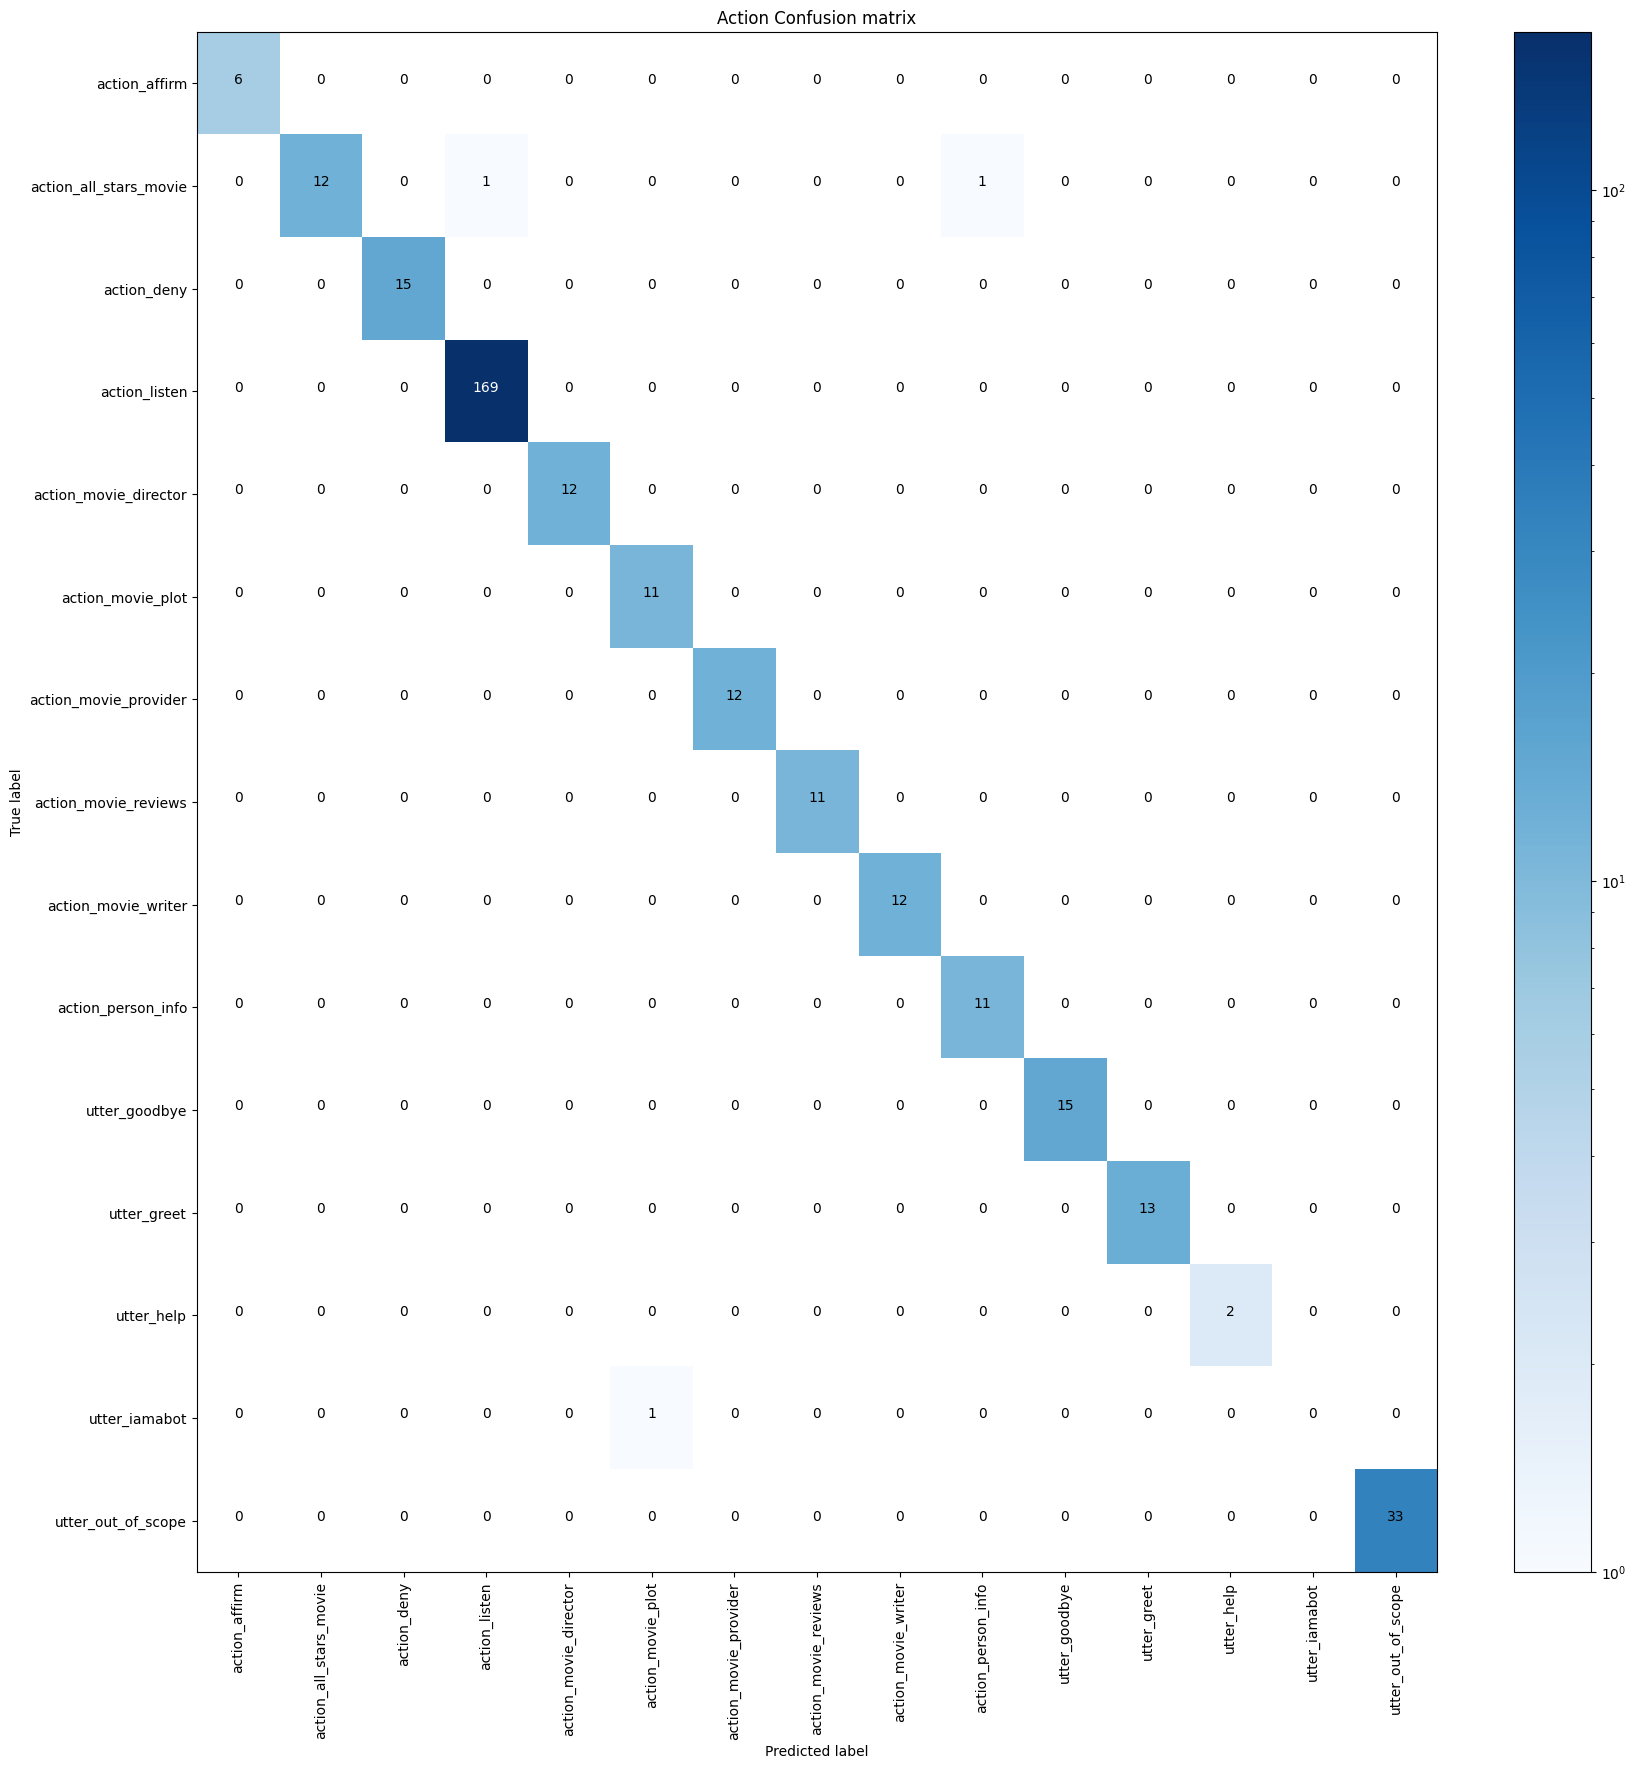 Action Confusion matrix
action_affirm 6 0 0 0 0 0 0 0 0 0 0 0 0 0 0
action_all_stars_movie 0 12 0 1 0 0 0 0 0 1 0 0 0 0 0
action_deny 0 0 15 0 0 0 0 0 0 0 0 0 0 0 0
action_listen 0 0 0 169 0 0 0 0 0 0 0 0 0 0 0
action_movie_director 0 0 0 0 12 0 0 0 0 0 0 0 0 0 0
action_movie_plot 0 0 0 0 0 11 0 0 0 0 0 0 0 0 0
action_movie_provider 0 0 0 0 0 0 12 0 0 0 0 0 0 0 0
action_movie_reviews 0 0 0 0 0 0 0 11 0 0 0 0 0 0 0
action_movie_writer 0 0 0 0 0 0 0 0 12 0 0 0 0 0 0
action_person_info 0 0 0 0 0 0 0 0 0 11 0 0 0 0 0
utter_goodbye 0 0 0 0 0 0 0 0 0 0 15 0 0 0 0
utter_greet 0 0 0 0 0 0 0 0 0 0 0 13 0 0 0
utter_help 0 0 0 0 0 0 0 0 0 0 0 0 2 0 0
utter_iamabot 0 0 0 0 0 1 0 0 0 0 0 0 0 0 0
utter_out_of_scope 0 0 0 0 0 0 0 0 0 0 0 0 0 0 33
True label
action_affirm
action_all_stars_movie
action_deny
action_listen
action_movie_director
action_movie_plot
action_movie_provider
action_movie_reviews
action_movie_writer
action_person_info
utter_goodbye
utter_greet
utter_help
utter_iamabot
utter_out_of_scope
Predicted label
10²
10¹
10⁰